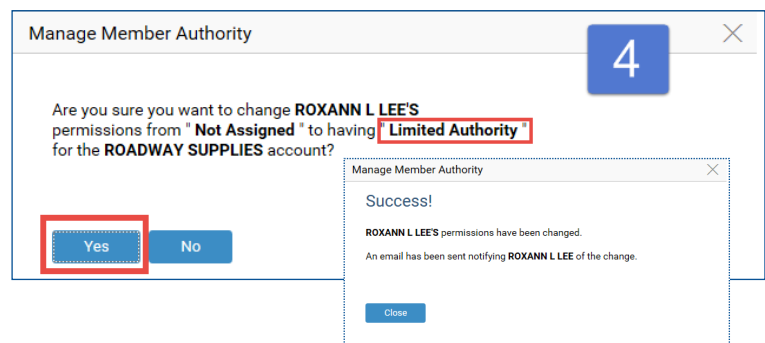 Manage Member Authority
4
Are you sure you want to change ROXANN L LEE'S
permissions from " Not Assigned " to having " Limited Authority "
for the ROADWAY SUPPLIES account?
Yes
No
Manage Member Authority
Success!
ROXANN L LEE'S permissions have been changed.
An email has been sent notifying ROXANN L LEE of the change.
Close